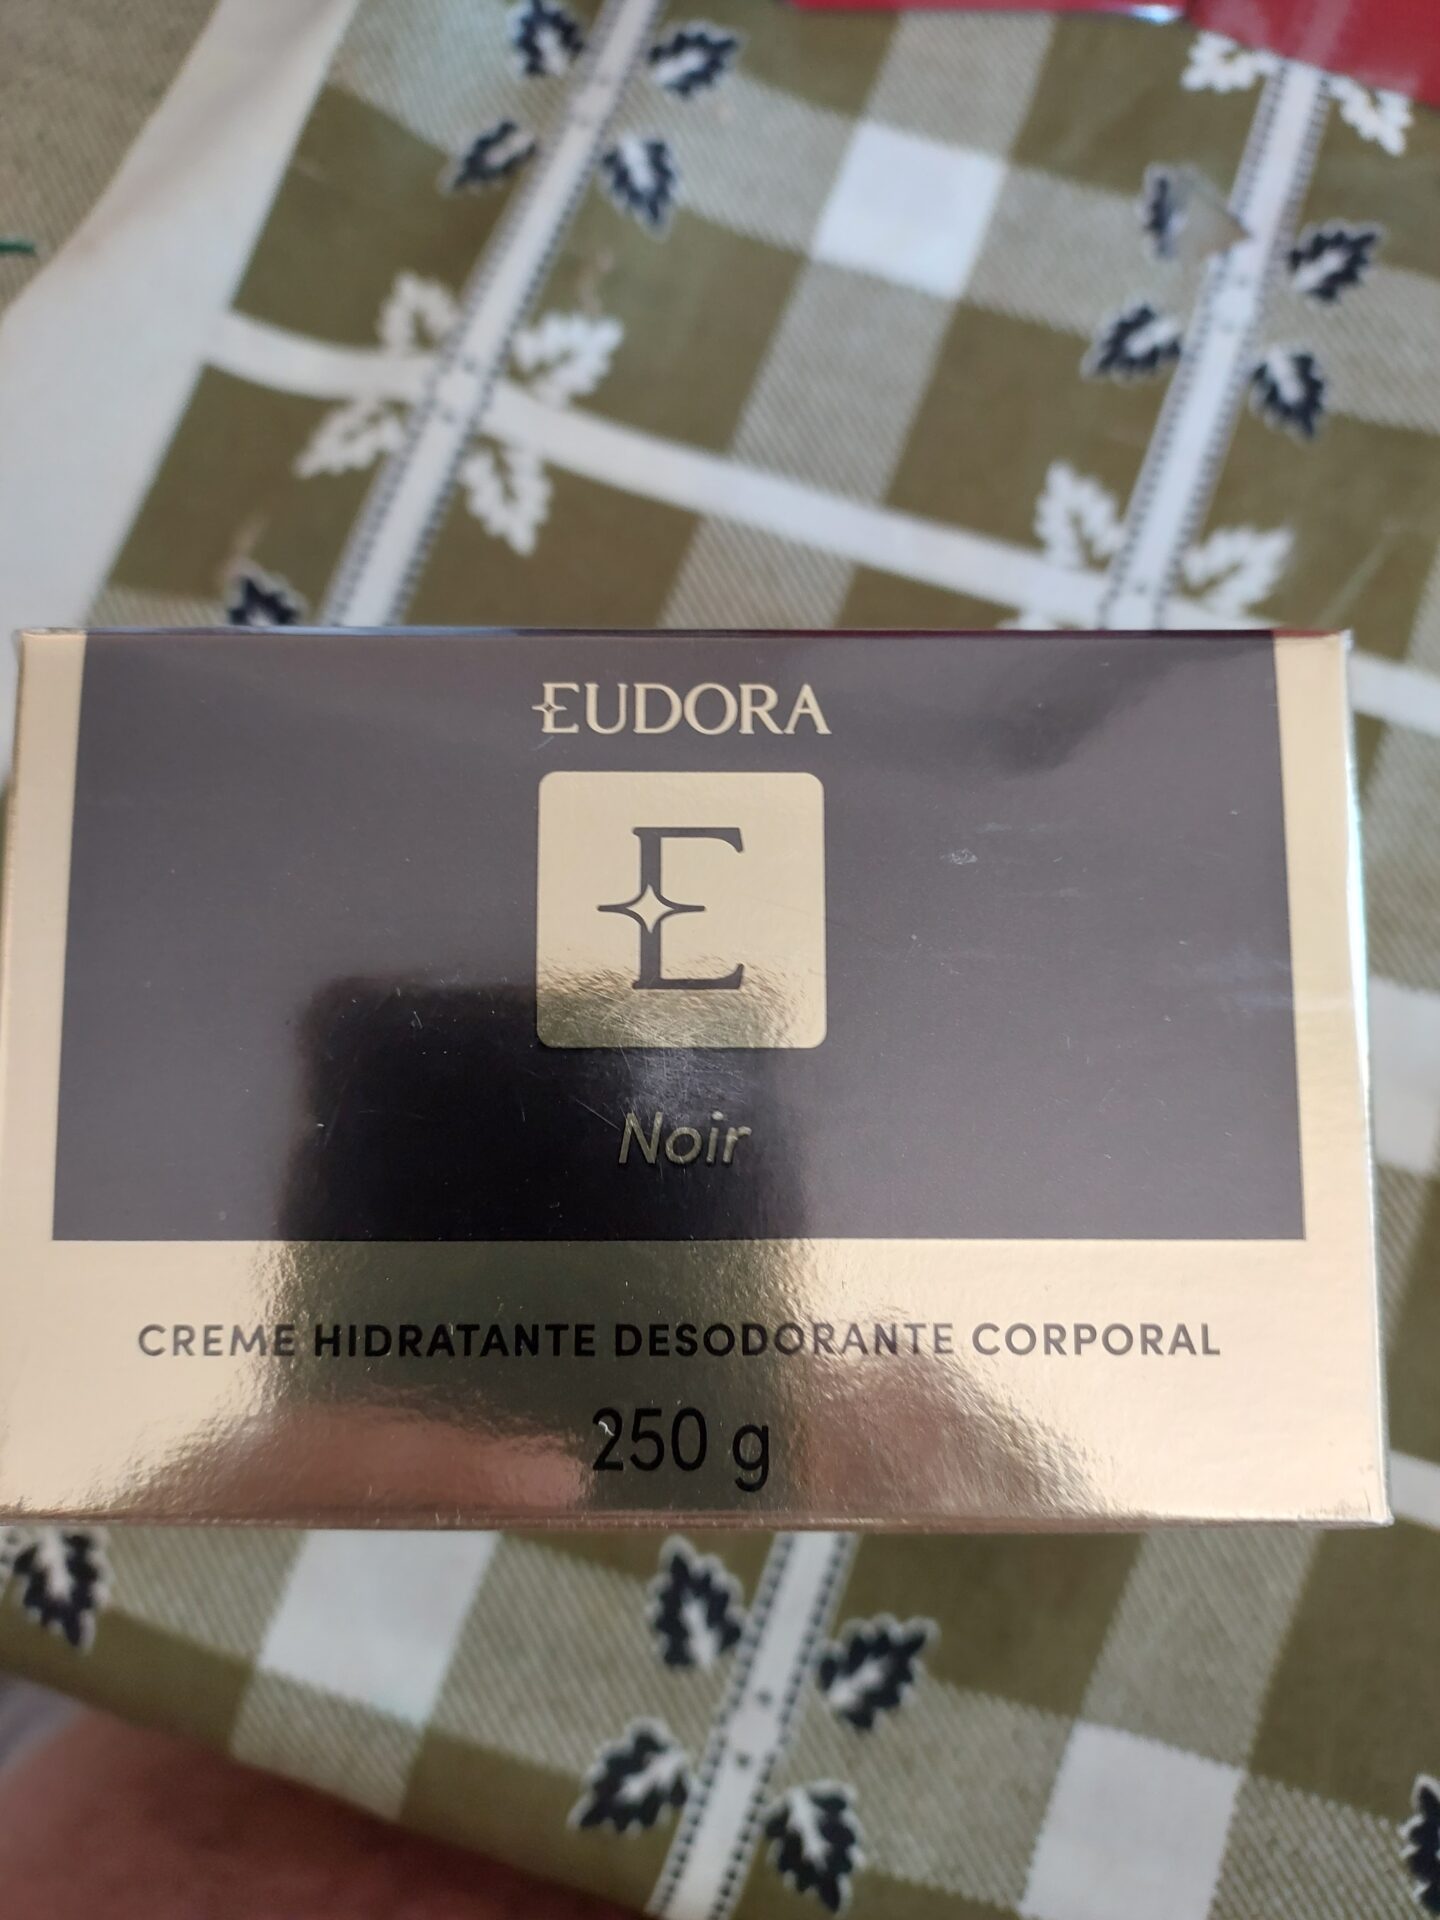 EUDORA
E
Noir
CREME HIDRATANTE DESODORANTE CORPORAL
250 g